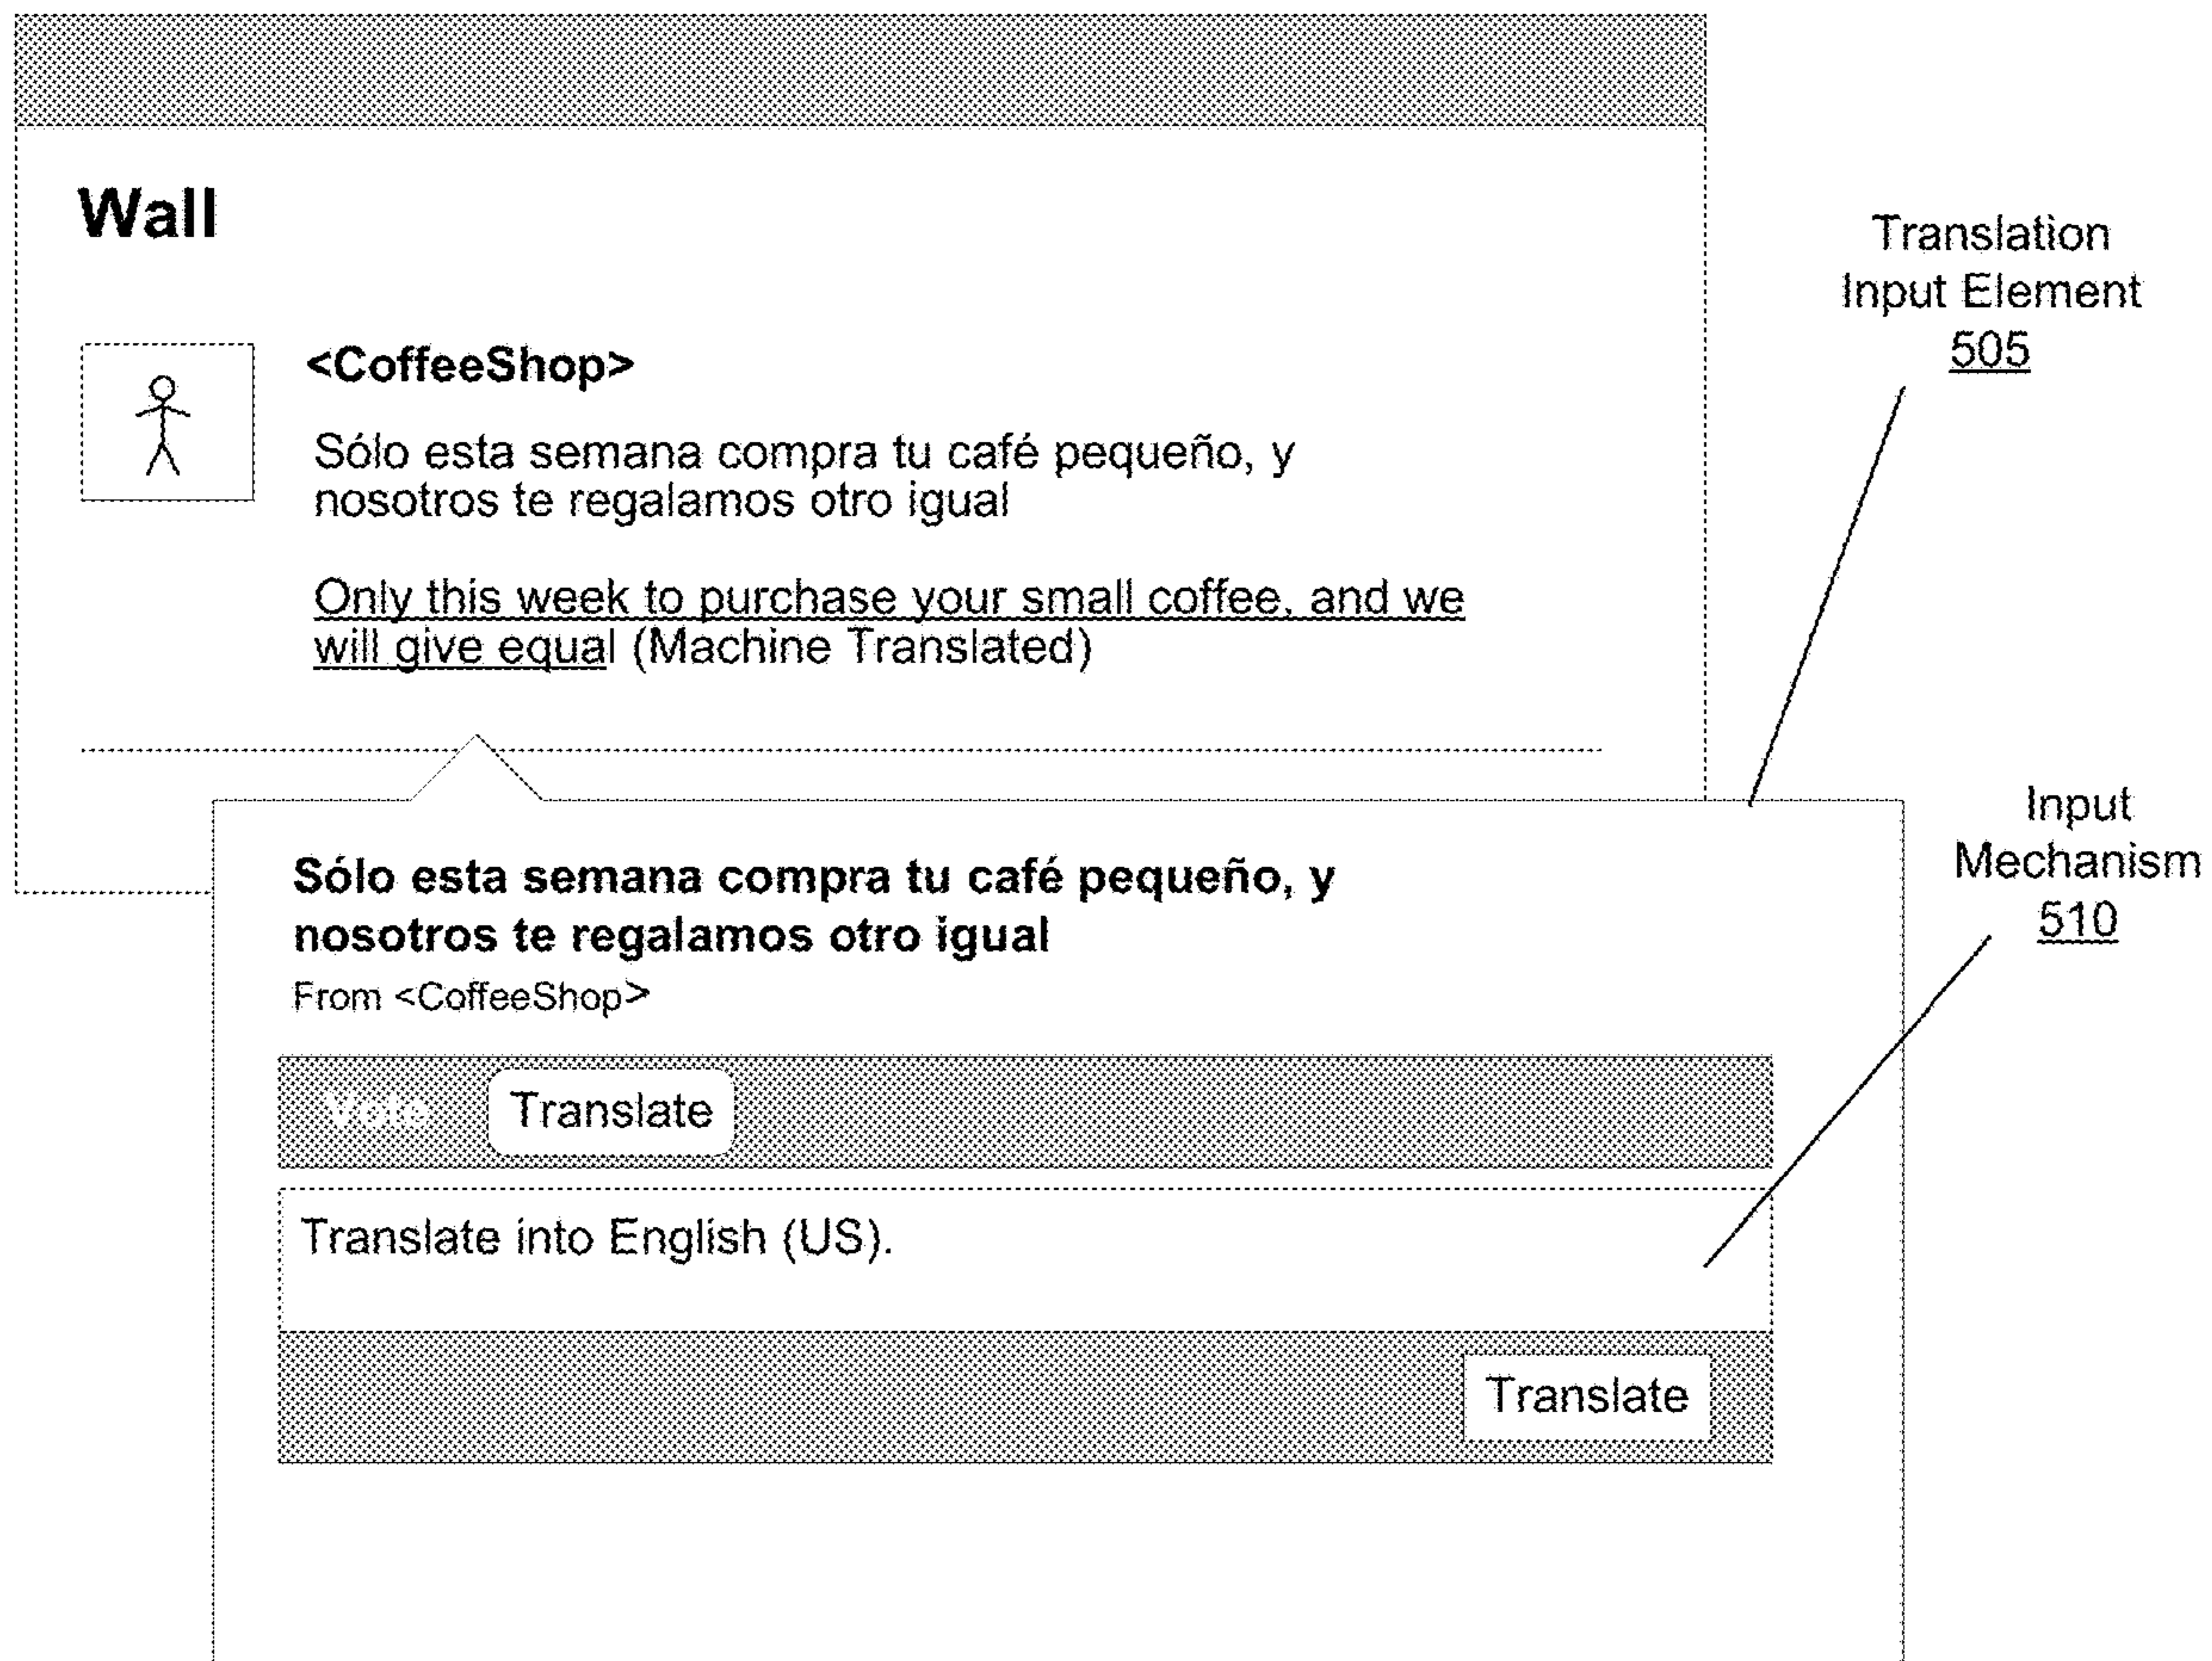 Wall
<CoffeeShop>
Sólo esta semana compra tu café pequeño, y
nosotros te regalamos otro igual
Only this week to purchase your small coffee, and we
will give equal (Machine Translated)
Translation
Input Element
505
Input
Mechanism
510
Sólo esta semana compra tu café pequeño, y
nosotros te regalamos otro igual
From <CoffeeShop>
Vote Translate
Translate into English (US).
Translate